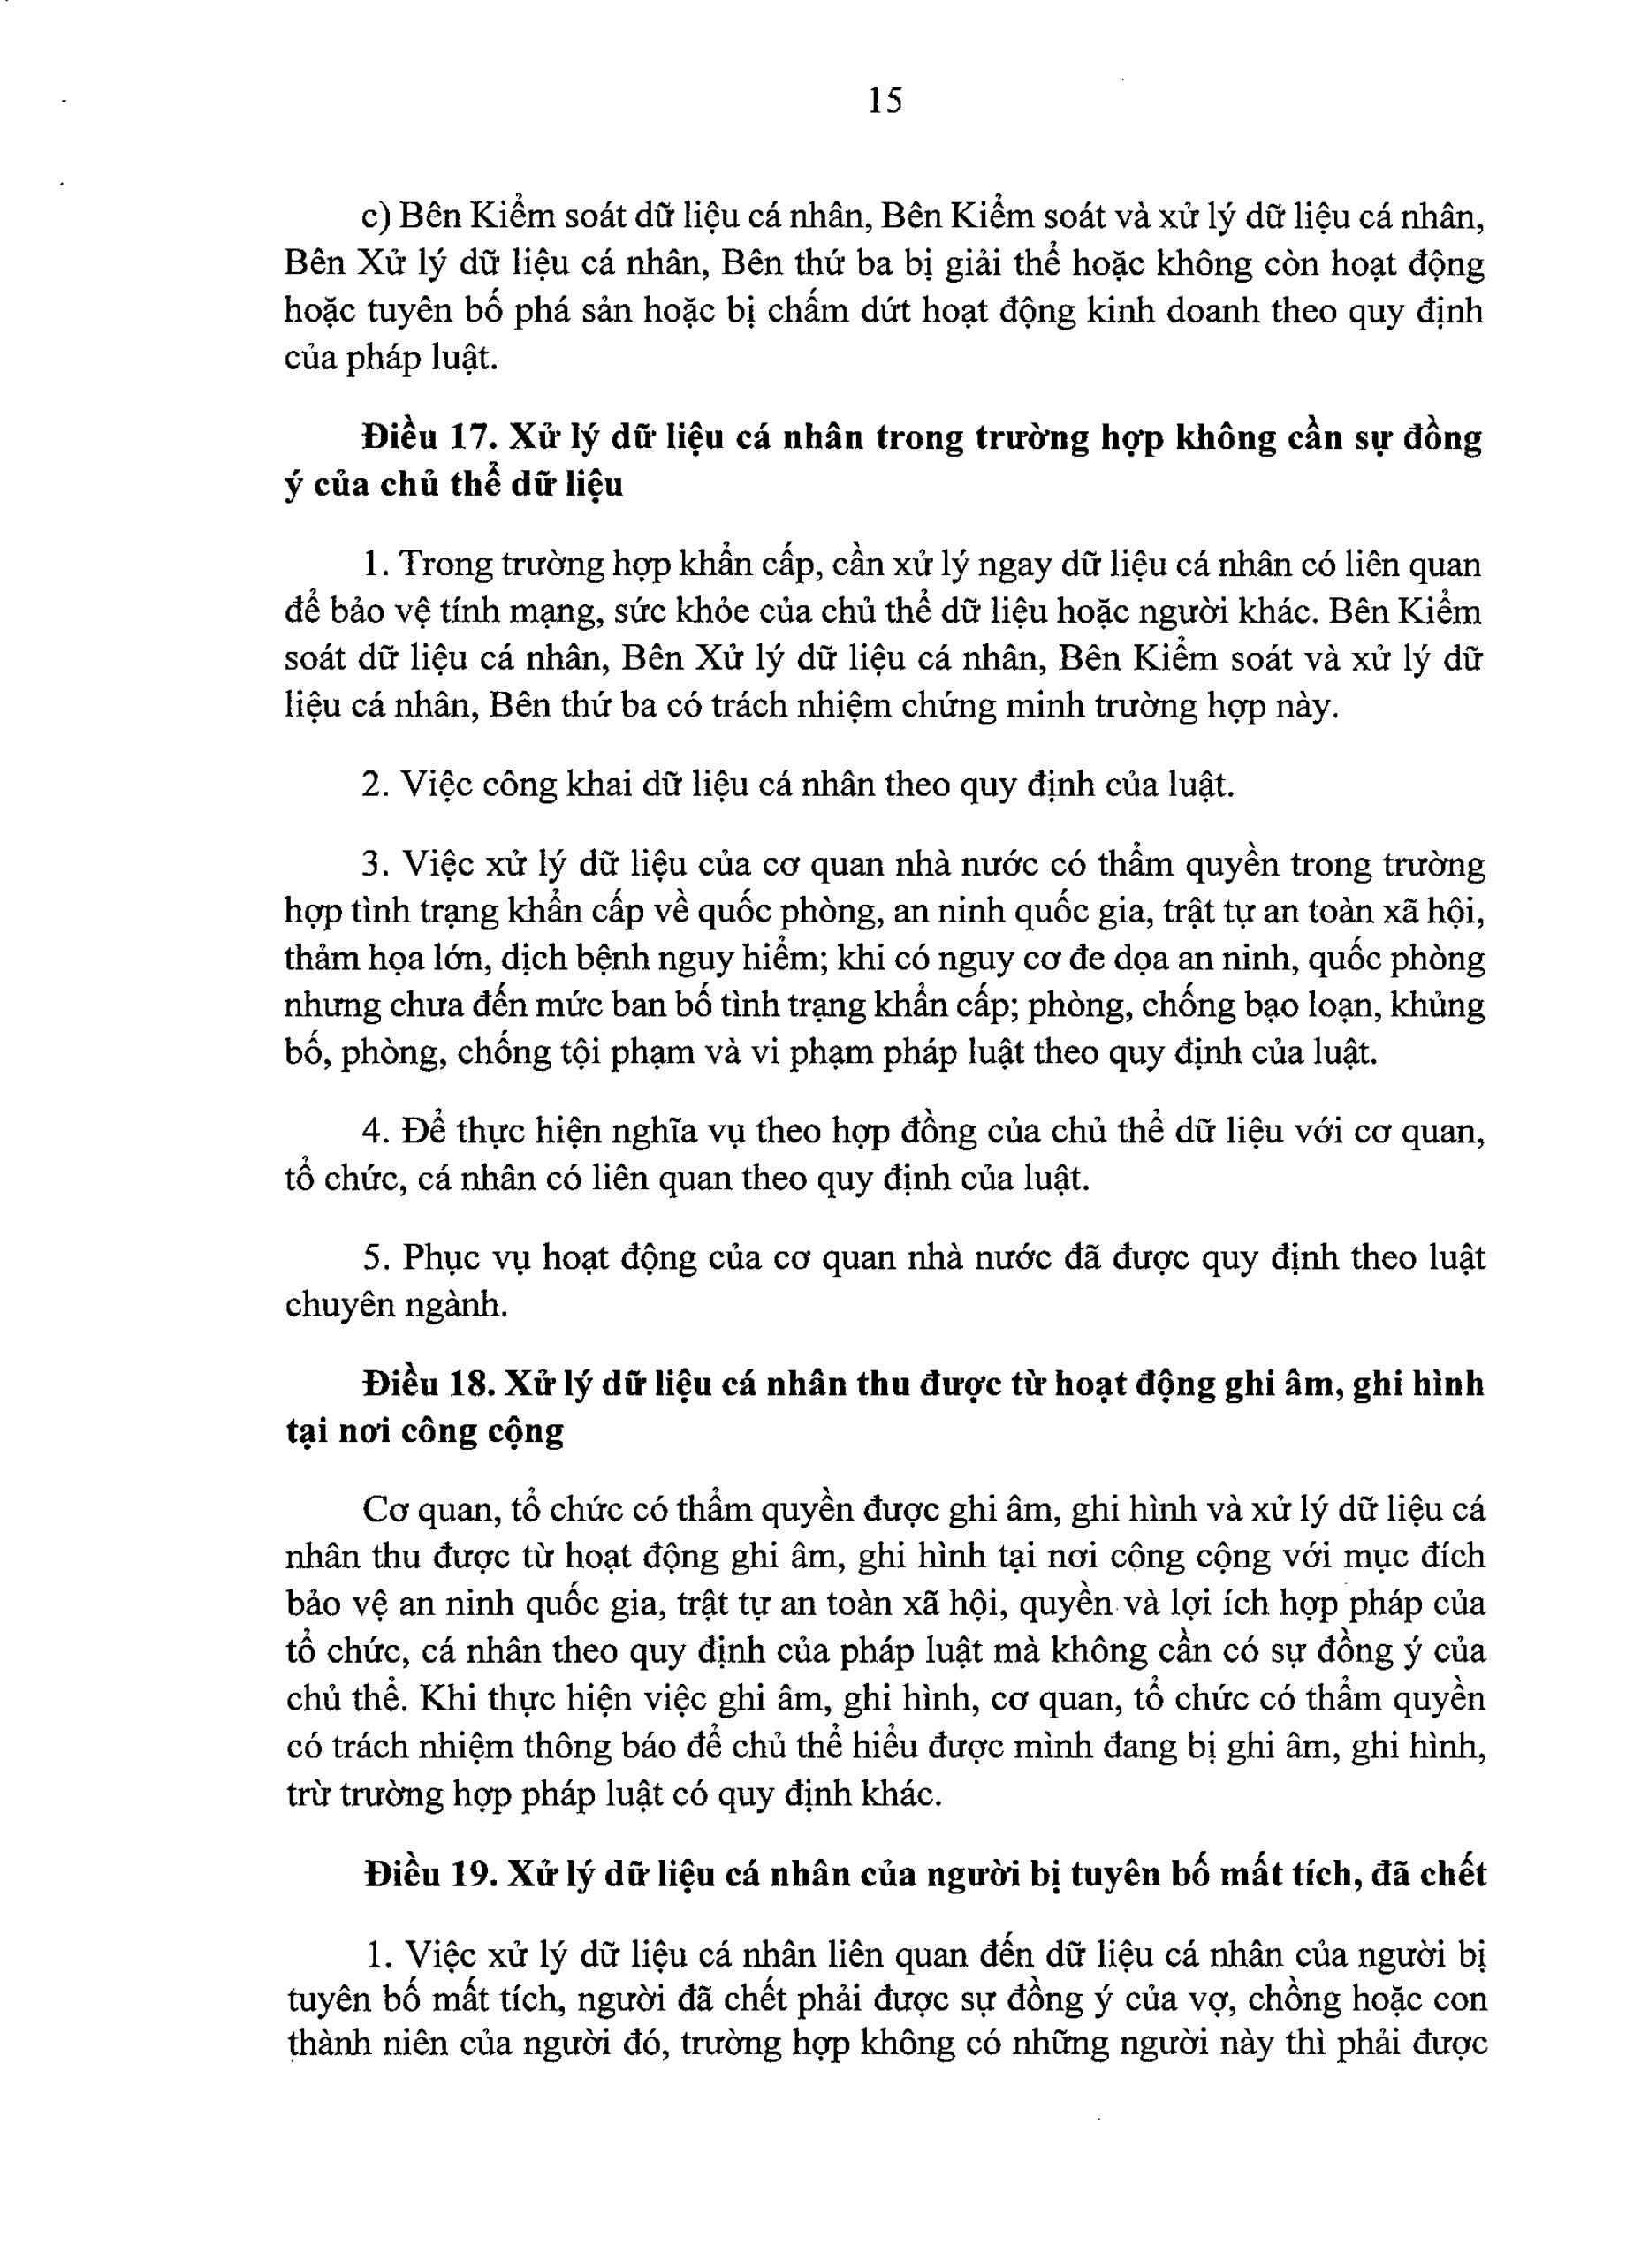 15
c) Bên Kiểm soát dữ liệu cá nhân, Bên Kiểm soát và xử lý dữ liệu cá nhân,
Bên Xử lý dữ liệu cá nhân, Bên thứ ba bị giải thể hoặc không còn hoạt động
hoặc tuyên bố phá sản hoặc bị chấm dứt hoạt động kinh doanh theo quy định
của pháp luật.
Điều 17. Xử lý dữ liệu cá nhân trong trường hợp không cần sự đồng
ý của chủ thể dữ liệu
1. Trong trường hợp khẩn cấp, cần xử lý ngay dữ liệu cá nhân có liên quan
để bảo vệ tính mạng, sức khỏe của chủ thể dữ liệu hoặc người khác. Bên Kiểm
soát dữ liệu cá nhân, Bên Xử lý dữ liệu cá nhân, Bên Kiểm soát và xử lý dữ
liệu cá nhân, Bên thứ ba có trách nhiệm chứng minh trường hợp này.
2. Việc công khai dữ liệu cá nhân theo quy định của luật.
3. Việc xử lý dữ liệu của cơ quan nhà nước có thẩm quyền trong trường
hợp tình trạng khẩn cấp về quốc phòng, an ninh quốc gia, trật tự an toàn xã hội,
thảm họa lớn, dịch bệnh nguy hiểm; khi có nguy cơ đe dọa an ninh, quốc phòng
nhưng chưa đến mức ban bố tình trạng khẩn cấp; phòng, chống bạo loạn, khủng
bố, phòng, chống tội phạm và vi phạm pháp luật theo quy định của luật.
4. Để thực hiện nghĩa vụ theo hợp đồng của chủ thể dữ liệu với cơ quan,
tổ chức, cá nhân có liên quan theo quy định của luật.
5. Phục vụ hoạt động của cơ quan nhà nước đã được quy định theo luật
chuyên ngành.
Điều 18. Xử lý dữ liệu cá nhân thu được từ hoạt động ghi âm, ghi hình
tại nơi công cộng
Cơ quan, tổ chức có thẩm quyền được ghi âm, ghi hình và xử lý dữ liệu cá
nhân thu được từ hoạt động ghi âm, ghi hình tại nơi công cộng với mục đích
bảo vệ an ninh quốc gia, trật tự an toàn xã hội, quyền và lợi ích hợp pháp của
tổ chức, cá nhân theo quy định của pháp luật mà không cần có sự đồng ý của
chủ thể. Khi thực hiện việc ghi âm, ghi hình, cơ quan, tổ chức có thẩm quyền
có trách nhiệm thông báo để chủ thể hiểu được mình đang bị ghi âm, ghi hình,
trừ trường hợp pháp luật có quy định khác.
Điều 19. Xử lý dữ liệu cá nhân của người bị tuyên bố mất tích, đã chết
1. Việc xử lý dữ liệu cá nhân liên quan đến dữ liệu cá nhân của người bị
tuyên bố mất tích, người đã chết phải được sự đồng ý của vợ, chồng hoặc con
thành niên của người đó, trường hợp không có những người này thì phải được